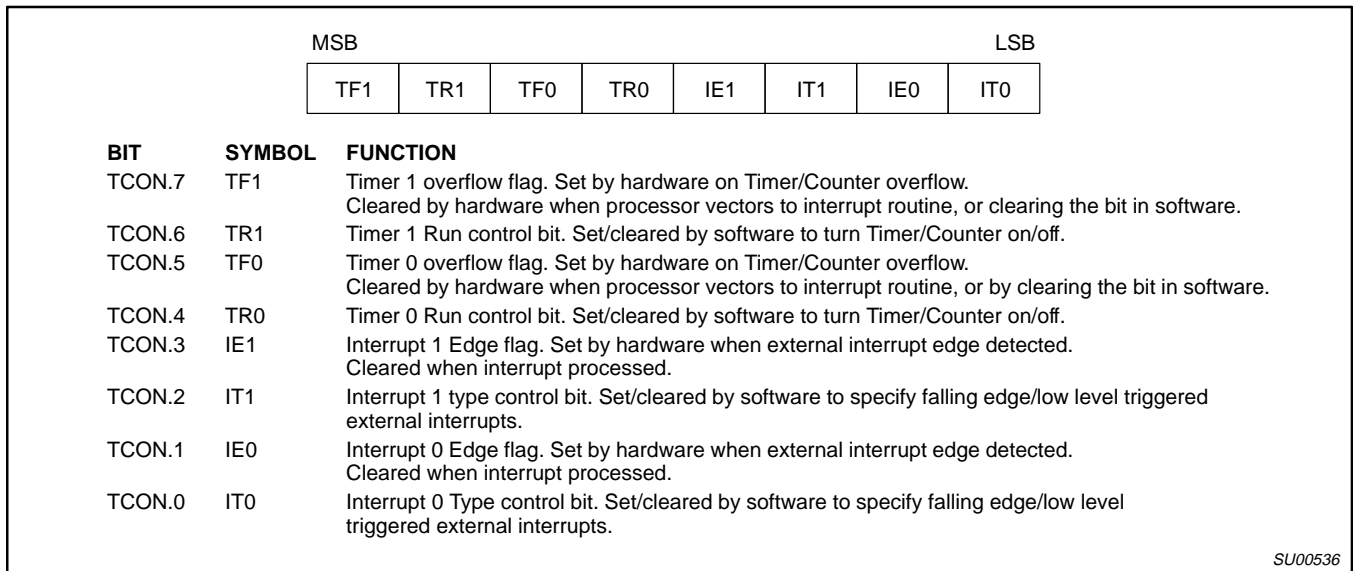 MSB LSB
TF1 TR1 TF0 TR0 IE1 IT1 IE0 IT0
BIT SYMBOL FUNCTION
TCON.7 TF1 Timer 1 overflow flag. Set by hardware on Timer/Counter overflow.
Cleared by hardware when processor vectors to interrupt routine, or clearing the bit in software.
TCON.6 TR1 Timer 1 Run control bit. Set/cleared by software to turn Timer/Counter on/off.
TCON.5 TF0 Timer 0 overflow flag. Set by hardware on Timer/Counter overflow.
Cleared by hardware when processor vectors to interrupt routine, or by clearing the bit in software.
TCON.4 TR0 Timer 0 Run control bit. Set/cleared by software to turn Timer/Counter on/off.
TCON.3 IE1 Interrupt 1 Edge flag. Set by hardware when external interrupt edge detected.
Cleared when interrupt processed.
TCON.2 IT1 Interrupt 1 type control bit. Set/cleared by software to specify falling edge/low level triggered
external interrupts.
TCON.1 IE0 Interrupt 0 Edge flag. Set by hardware when external interrupt edge detected.
Cleared when interrupt processed.
TCON.0 IT0 Interrupt 0 Type control bit. Set/cleared by software to specify falling edge/low level
triggered external interrupts.
SU00536